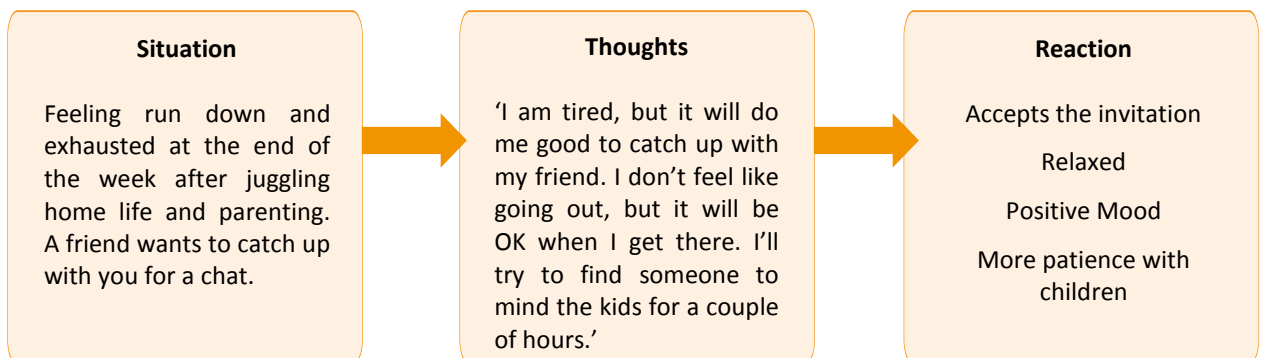 Situation
Feeling run down and
exhausted at the end of
the week after juggling
home life and parenting.
A friend wants to catch up
with you for a chat.
Thoughts
‘I am tired, but it will do
me good to catch up with
my friend. I don’t feel like
going out, but it will be
OK when I get there. I’ll
try to find someone to
mind the kids for a couple
of hours.’
Reaction
Accepts the invitation
Relaxed
Positive Mood
More patience with
children